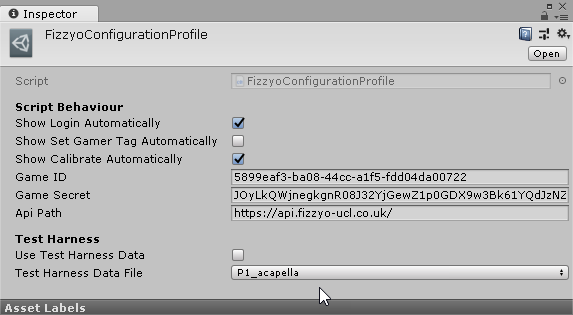 Inspector
FizzyoConfigurationProfile
Open
Script FizzyoConfigurationProfile
Script Behaviour
Show Login Automatically
Show Set Gamer Tag Automatically
Show Calibrate Automatically
Game ID 5899eaf3-ba08-44cc-a1f5-fdd04da00722
Game Secret JOyLkQWjnegkgnR08J32YjGewZ1p0GDX9w3Bk61YQdJzNZ
Api Path https://api.fizzyo-ucl.co.uk/
Test Harness
Use Test Harness Data
Test Harness Data File P1_acapella
Asset Labels